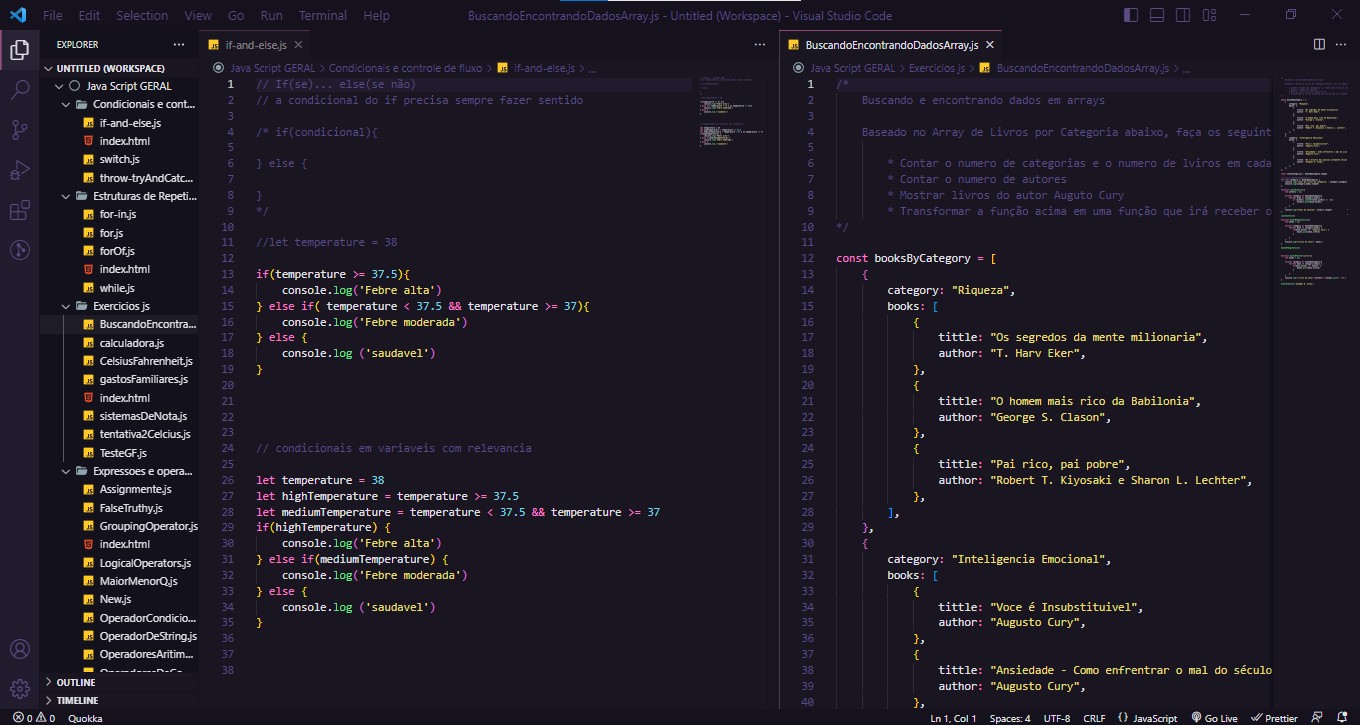 File Edit Selection View Go Run Terminal Help
BuscandoEncontrandoDadosArray.js - Untitled (Workspace) - Visual Studio Code
EXPLORER
UNTITLED (WORKSPACE)
Java Script GERAL
Condicionais e cont...
if-and-else.js
index.html
switch.js
throw-tryAndCatc...
Estruturas de Repeti...
for-in.js
for.js
forOf.js
index.html
while.js
Exercicios js
BuscandoEncontra...
calculadora.js
CelsiusFahrenheit.js
gastosFamiliares.js
index.html
sistemasDeNota.js
tentativa2Celcius.js
TesteGF.js
Expressoes e opera...
Assignmente.js
FalseTruthy.js
GroupingOperator.js
index.html
LogicalOperators.js
MaiorMenorQ.js
New.js
OperadorCondicio...
OperadorDeString.js
OperadoresAritim...
OUTLINE
TIMELINE
if-and-else.js
Java Script GERAL > Condicionais e controle de fluxo > if-and-else.js > ...
1 // If(se)... else(se não)
2 // a condicional do if precisa sempre fazer sentido
3
4 /* if(condicional){
5
6 } else {
7
8 }
9 */
10
11 //let temperature = 38
12
13 if(temperature >= 37.5){
14 console.log('Febre alta')
15 } else if( temperature < 37.5 && temperature >= 37){
16 console.log('Febre moderada')
17 } else {
18 console.log ('saudavel')
19 }
20
21
22
23
24 // condicionais em variaveis com relevancia
25
26 let temperature = 38
27 let highTemperature = temperature >= 37.5
28 let mediumTemperature = temperature < 37.5 && temperature >= 37
29 if(highTemperature) {
30 console.log('Febre alta')
31 } else if(mediumTemperature) {
32 console.log('Febre moderada')
33 } else {
34 console.log ('saudavel')
35 }
36
37
38
BuscandoEncontrandoDadosArray.js
Java Script GERAL > Exercicios js > BuscandoEncontrandoDadosArray.js > ...
1 /*
2 Buscando e encontrando dados em arrays
3
4 Baseado no Array de Livros por Categoria abaixo, faça os seguint
5
6 * Contar o numero de categorias e o numero de lviros em cada
7 * Contar o numero de autores
8 * Mostrar livros do autor Auguto Cury
9 * Transformar a função acima em uma função que irá receber o
10 */
11
12 const booksByCategory = [
13 {
14 category: "Riqueza",
15 books: [
16 {
17 tittle: "Os segredos da mente milionaria",
18 author: "T. Harv Eker",
19 },
20 {
21 tittle: "O homem mais rico da Babilonia",
22 author: "George S. Clason",
23 },
24 {
25 tittle: "Pai rico, pai pobre",
26 author: "Robert T. Kiyosaki e Sharon L. Lechter",
27 },
28 ],
29 },
30 {
31 category: "Inteligencia Emocional",
32 books: [
33 {
34 tittle: "Voce é Insubstituivel",
35 author: "Augusto Cury",
36 },
37 {
38 tittle: "Ansiedade - Como enfrentrar o mal do século
39 author: "Augusto Cury",
40 },
0 0 Quokka
Ln 1, Col 1 Spaces: 4 UTF-8 CRLF {} JavaScript Go Live Prettier